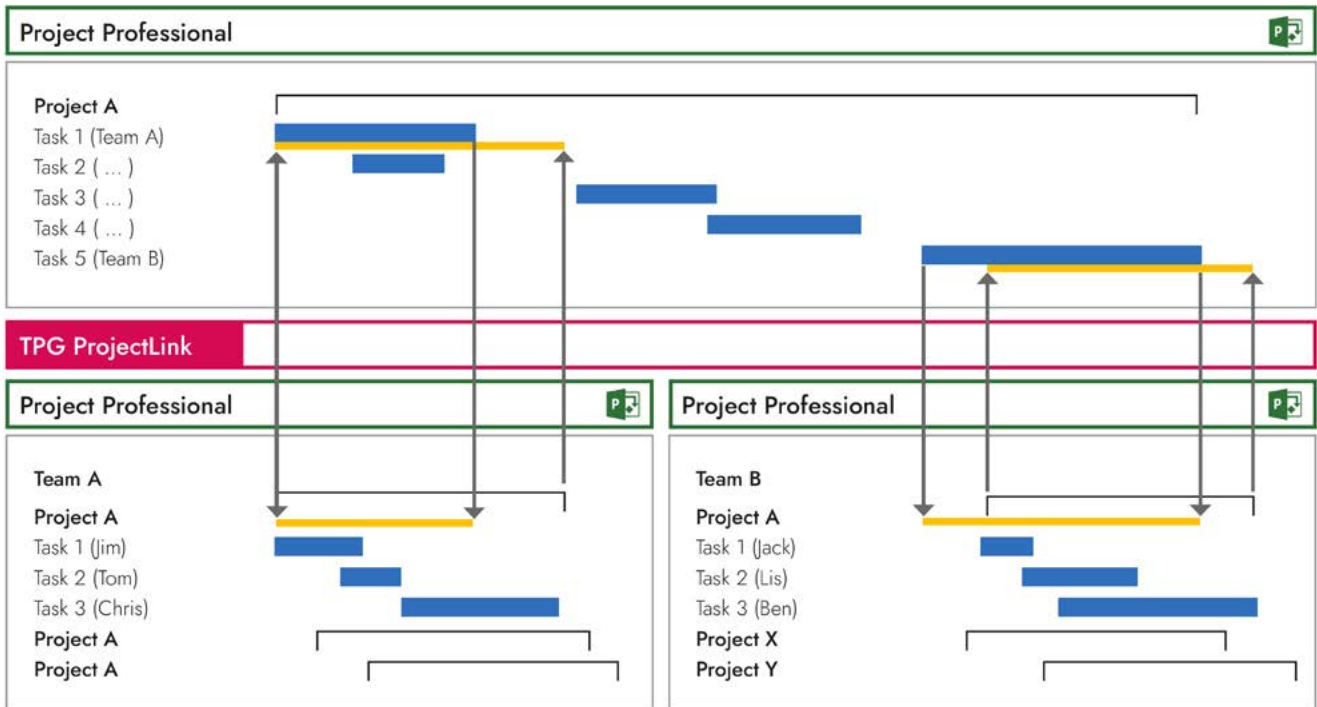 Project Professional
P
Project A
Task 1 (Team A)
Task 2 ( ... )
Task 3 ( ... )
Task 4 ( ... )
Task 5 (Team B)
TPG ProjectLink
Project Professional
P
Team A
Project A
Task 1 (Jim)
Task 2 (Tom)
Task 3 (Chris)
Project A
Project A
Project Professional
P
Team B
Project A
Task 1 (Jack)
Task 2 (Lis)
Task 3 (Ben)
Project X
Project Y